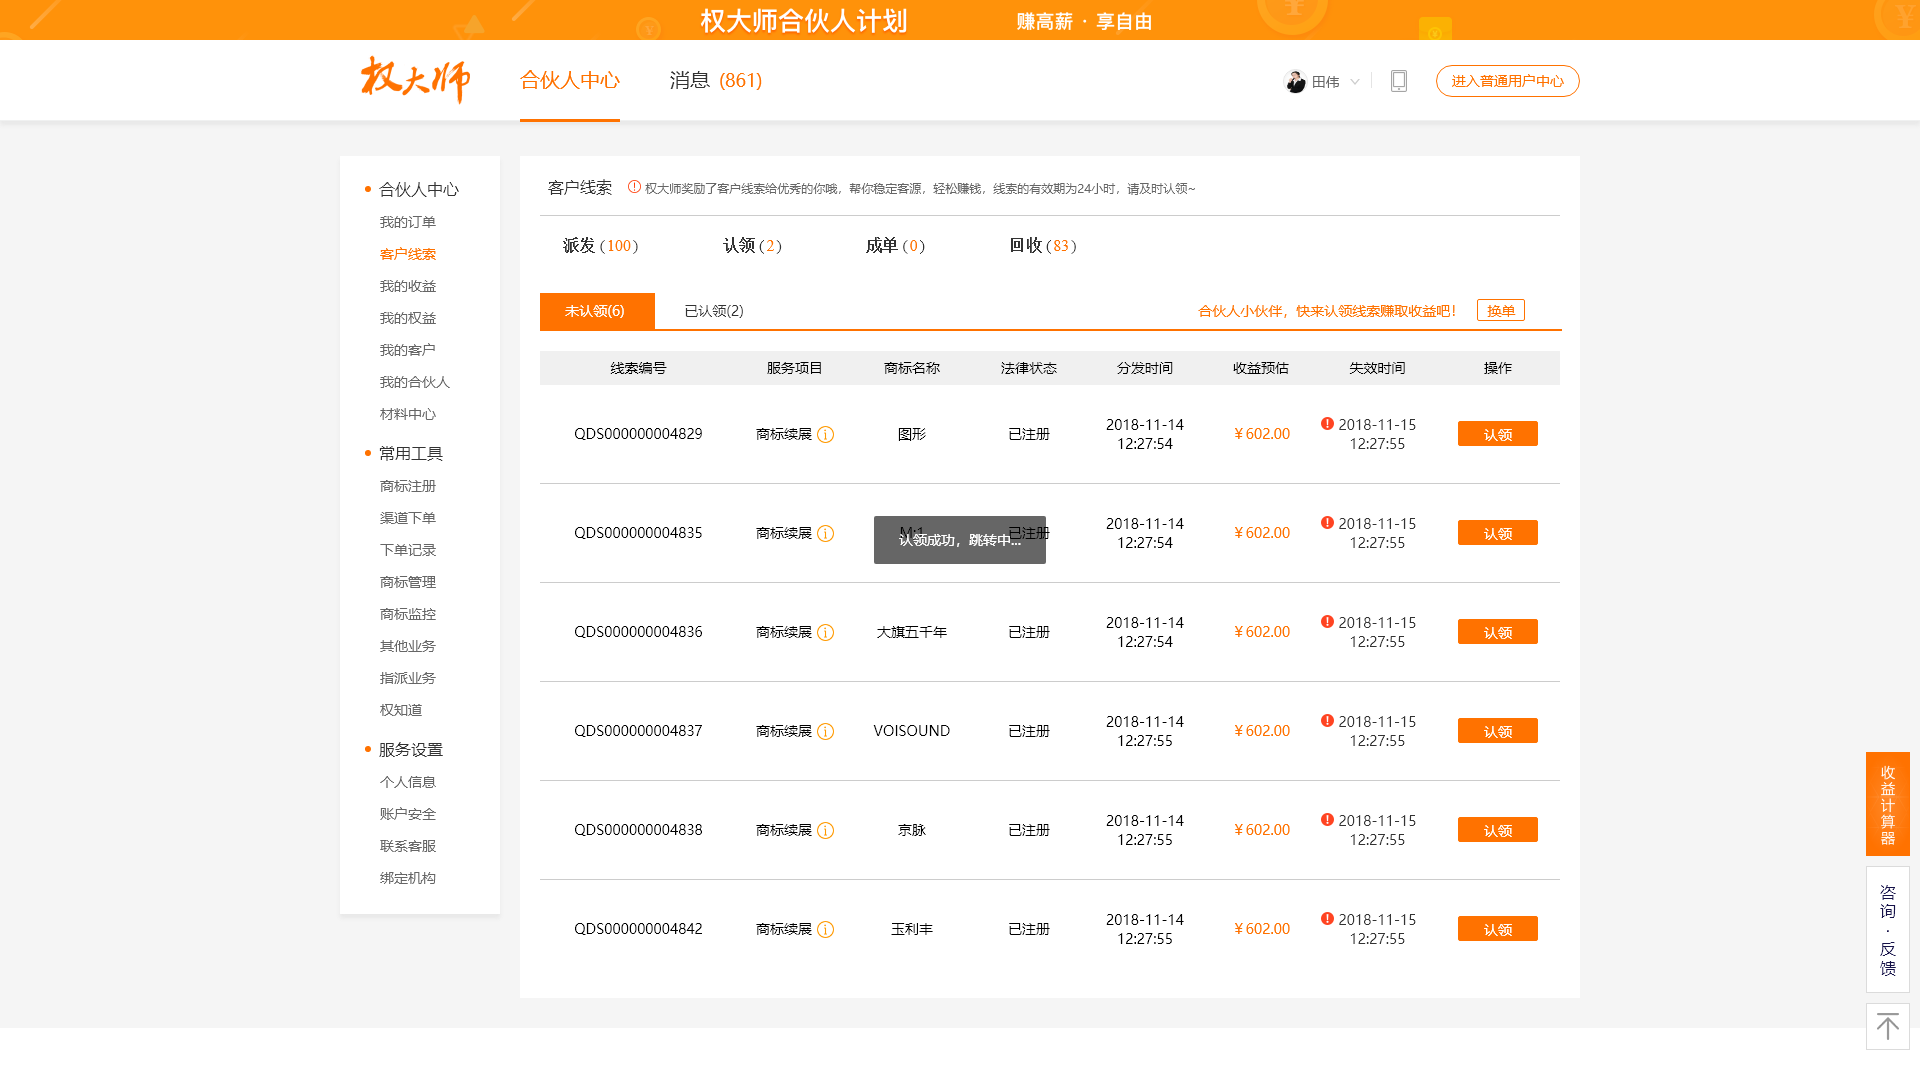 权大师合伙人计划 赚高薪 · 享自由
权大师 合伙人中心 消息 (861) 田伟 进入普通用户中心
合伙人中心
我的订单
客户线索
我的收益
我的权益
我的客户
我的合伙人
材料中心
常用工具
商标注册
渠道下单
下单记录
商标管理
商标监控
其他业务
指派业务
权知道
服务设置
个人信息
账户安全
联系客服
绑定机构
客户线索 权大师奖励了客户线索给优秀的你哦，帮你稳定客源，轻松赚钱，线索的有效期为24小时，请及时认领~
派发 (100) 认领 (2) 成单 (0) 回收 (83)
未认领(6) 已认领(2) 合伙人小伙伴，快来认领线索赚取收益吧！ 换单
线索编号 服务项目 商标名称 法律状态 分发时间 收益预估 失效时间 操作
QDS000000004829 商标续展 图形 已注册 2018-11-14 12:27:54 ￥602.00 2018-11-15 12:27:55 认领
QDS000000004835 商标续展 已注册 2018-11-14 12:27:54 ￥602.00 2018-11-15 12:27:55 认领
认领成功，跳转中...
QDS000000004836 商标续展 大旗五千年 已注册 2018-11-14 12:27:54 ￥602.00 2018-11-15 12:27:55 认领
QDS000000004837 商标续展 VOISOUND 已注册 2018-11-14 12:27:55 ￥602.00 2018-11-15 12:27:55 认领
QDS000000004838 商标续展 京脉 已注册 2018-11-14 12:27:55 ￥602.00 2018-11-15 12:27:55 认领
QDS000000004842 商标续展 玉利丰 已注册 2018-11-14 12:27:55 ￥602.00 2018-11-15 12:27:55 认领
收益计算器
咨询·反馈